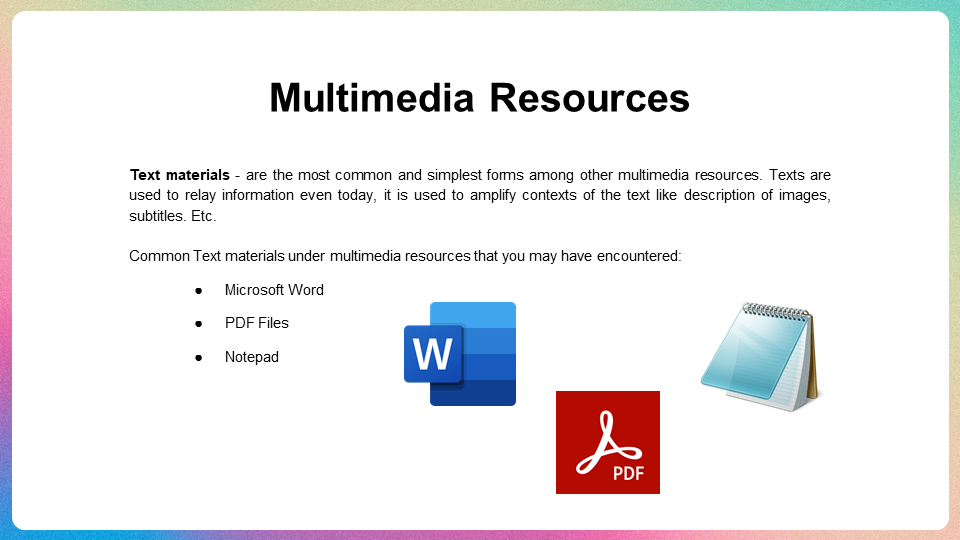 Multimedia Resources
Text materials - are the most common and simplest forms among other multimedia resources. Texts are
used to relay information even today, it is used to amplify contexts of the text like description of images,
subtitles. Etc.
Common Text materials under multimedia resources that you may have encountered:
● Microsoft Word
● PDF Files
● Notepad
W
PDF